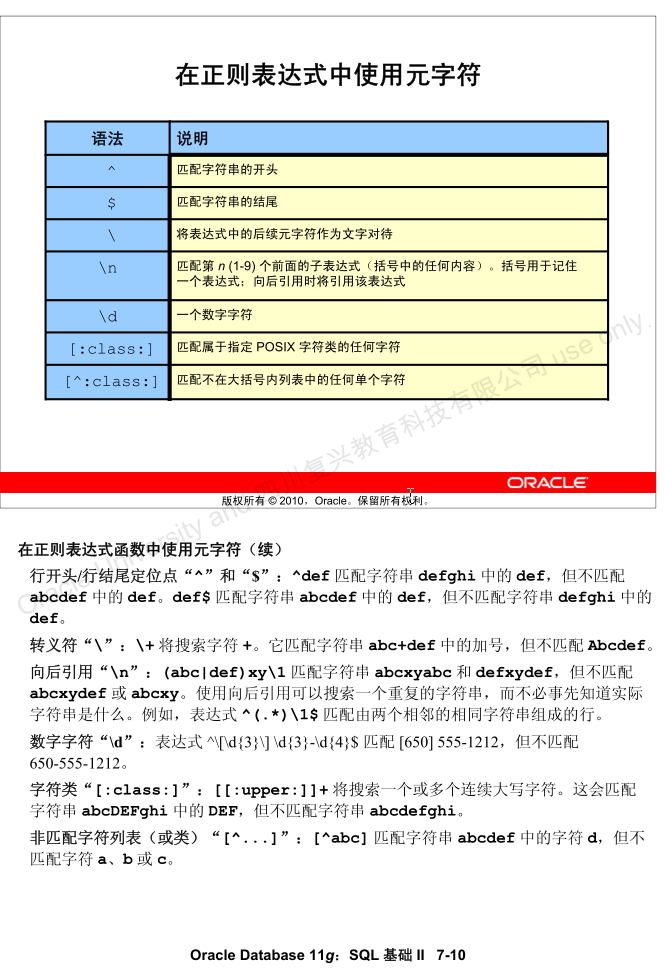 在正则表达式中使用元字符
语法 说明
^ 匹配字符串的开头
$ 匹配字符串的结尾
\ 将表达式中的后续元字符作为文字对待
\n 匹配第 n (1-9) 个前面的子表达式（括号中的任何内容）。括号用于记住
一个表达式；向后引用时将引用该表达式
\d 一个数字字符
[:class:] 匹配属于指定 POSIX 字符类的任何字符
[^:class:] 匹配不在大括号内列表中的任何单个字符
ORACLE
版权所有 © 2010，Oracle。保留所有权利。
Oracle University and 四川复兴教育科技有限公司 use only.
在正则表达式函数中使用元字符（续）
行开头/行结尾定位点“^”和“$”：^def 匹配字符串 defghi 中的 def，但不匹配
abcdef 中的 def。def$ 匹配字符串 abcdef 中的 def，但不匹配字符串 defghi 中的
def。
转义符“\”：\+ 将搜索字符 +。它匹配字符串 abc+def 中的加号，但不匹配 Abcdef。
向后引用“\n”：(abc|def)xy\1 匹配字符串 abcxyabc 和 defxydef，但不匹配
abcxydef 或 abcxy。使用向后引用可以搜索一个重复的字符串，而不必事先知道实际
字符串是什么。例如，表达式 ^(.*)\1$ 匹配由两个相邻的相同字符串组成的行。
数字字符“\d”：表达式 ^\[\d{3}\] \d{3}-\d{4}$ 匹配 [650] 555-1212，但不匹配
650-555-1212。
字符类“[:class:]”：[[:upper:]]+ 将搜索一个或多个连续大写字符。这会匹配
字符串 abcDEFghi 中的 DEF，但不匹配字符串 abcdefghi。
非匹配字符列表（或类）“[^...]”：[^abc] 匹配字符串 abcdef 中的字符 d，但不
匹配字符 a、b 或 c。
Oracle Database 11g：SQL 基础 II 7-10